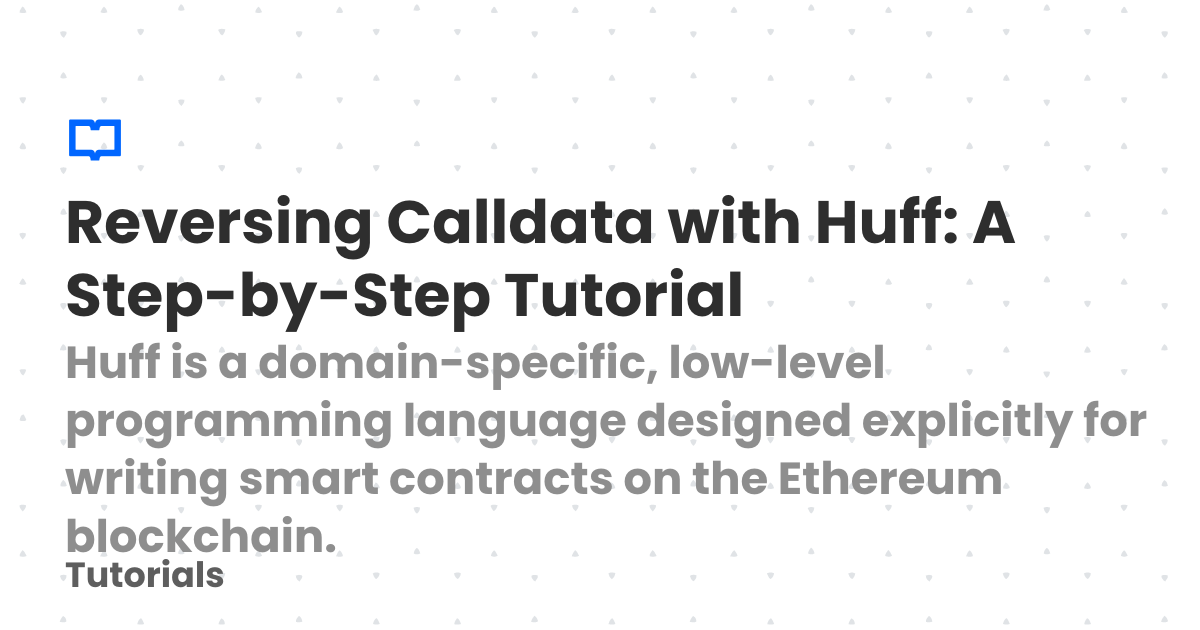 Reversing Calldata with Huff: A
Step-by-Step Tutorial
Huff is a domain-specific, low-level
programming language designed explicitly for
writing smart contracts on the Ethereum
blockchain.
Tutorials